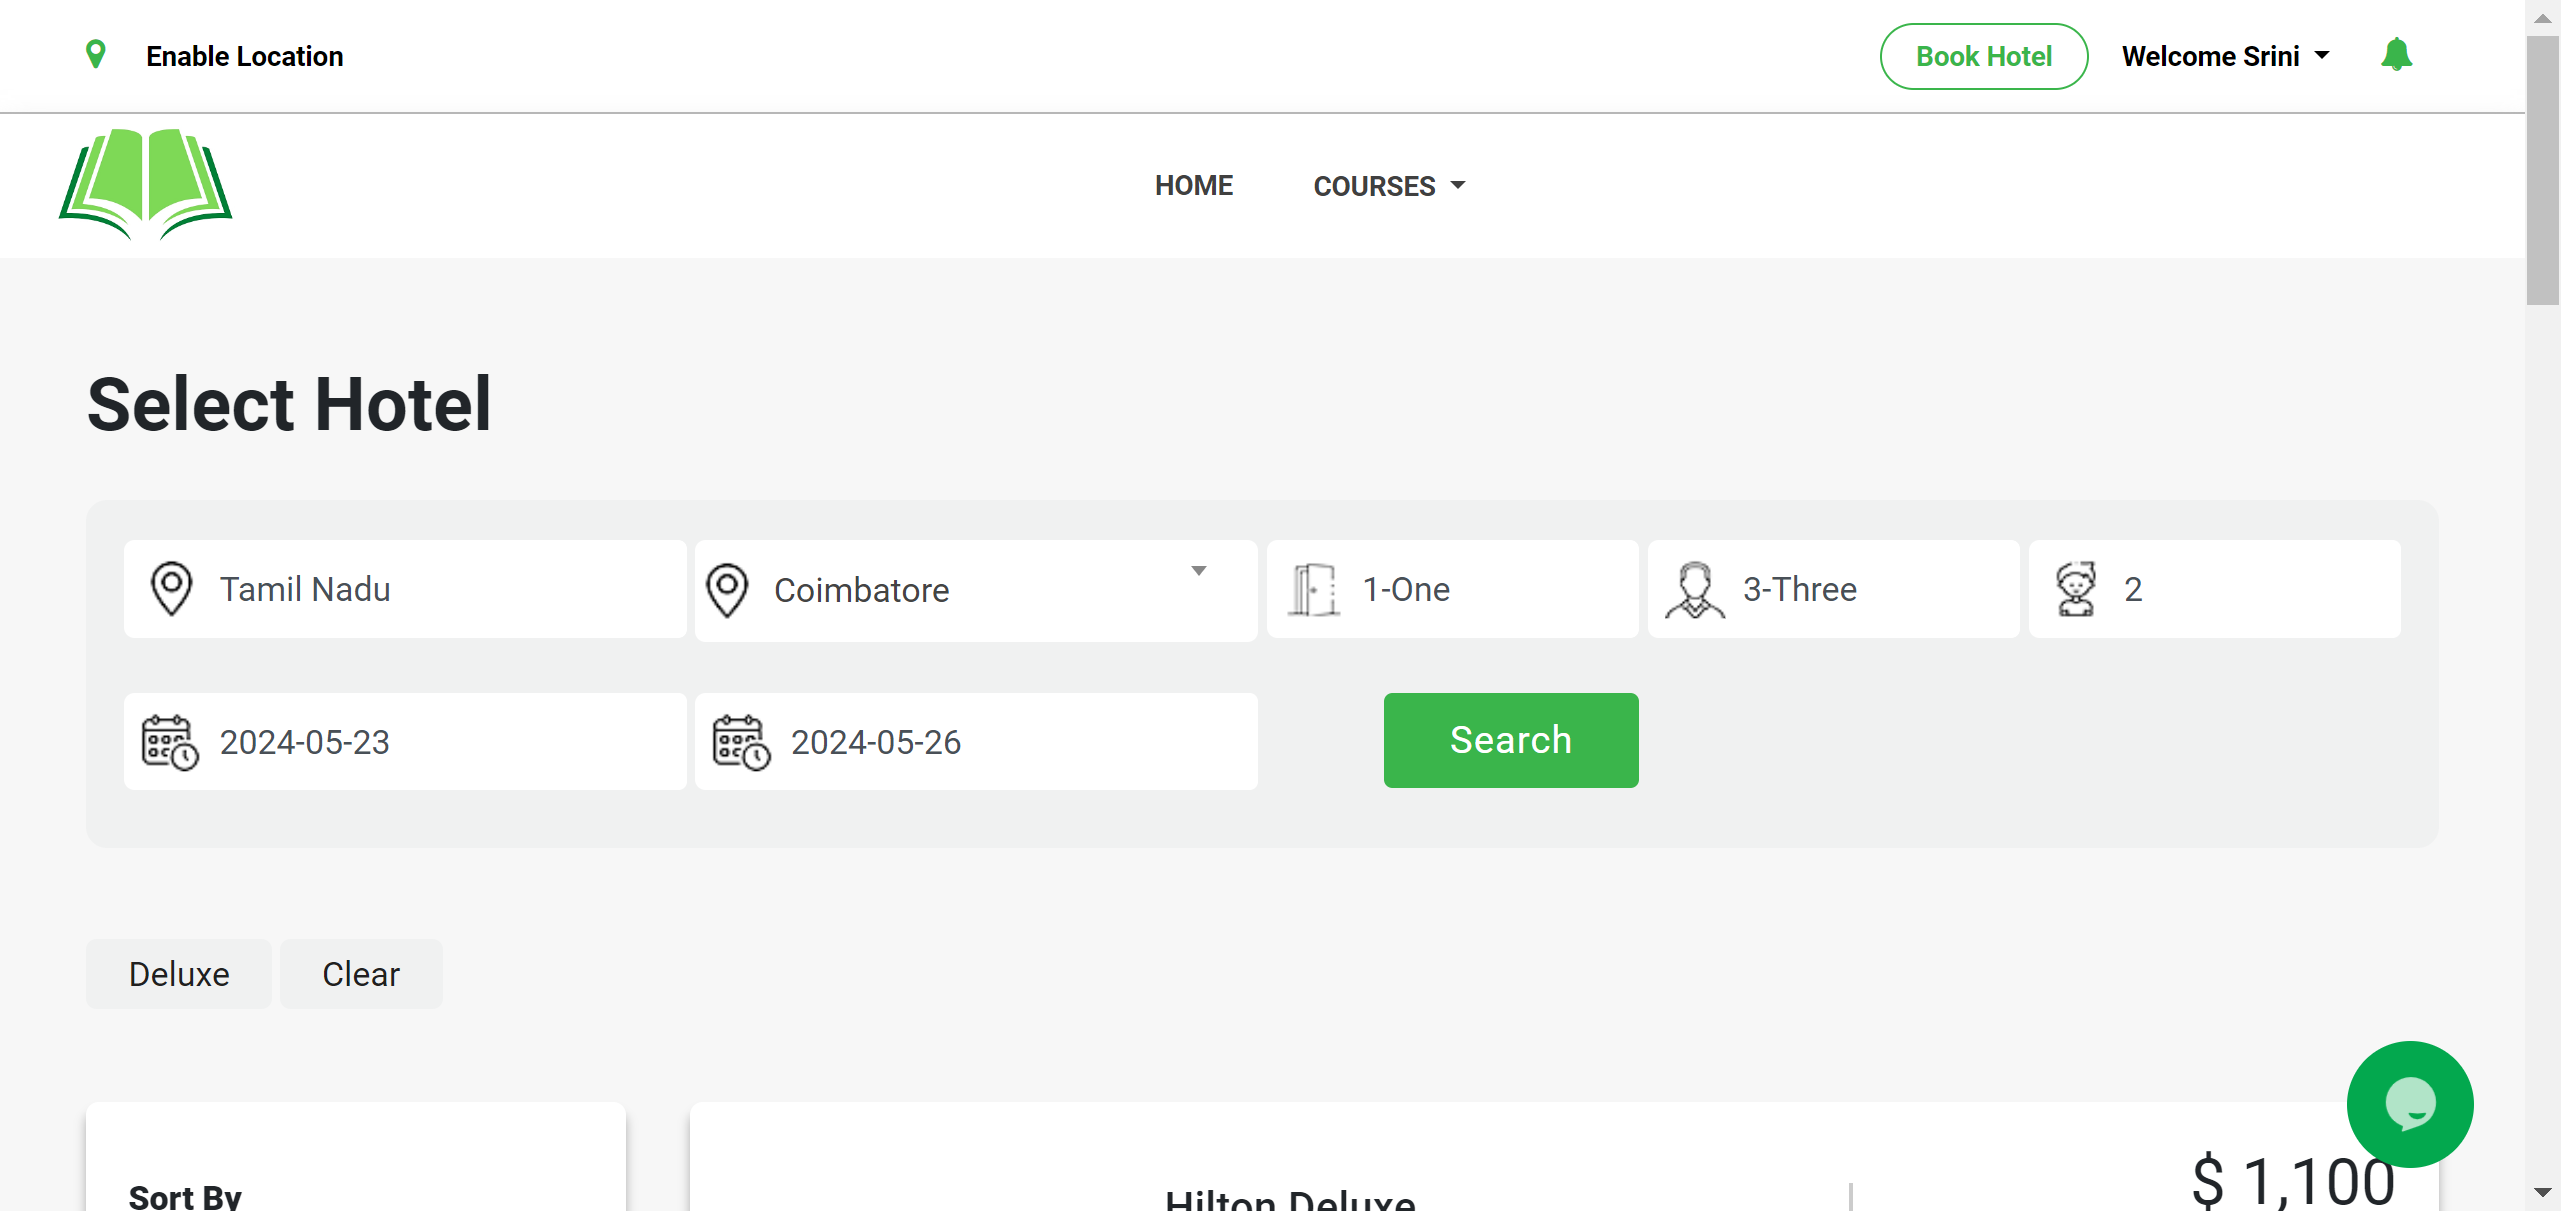 Enable Location
Book Hotel
Welcome Srini
HOME
COURSES
Select Hotel
Tamil Nadu
Coimbatore
1-One
3-Three
2
2024-05-23
2024-05-26
Search
Deluxe
Clear
Sort By
Hilton Deluxe
$ 1,100